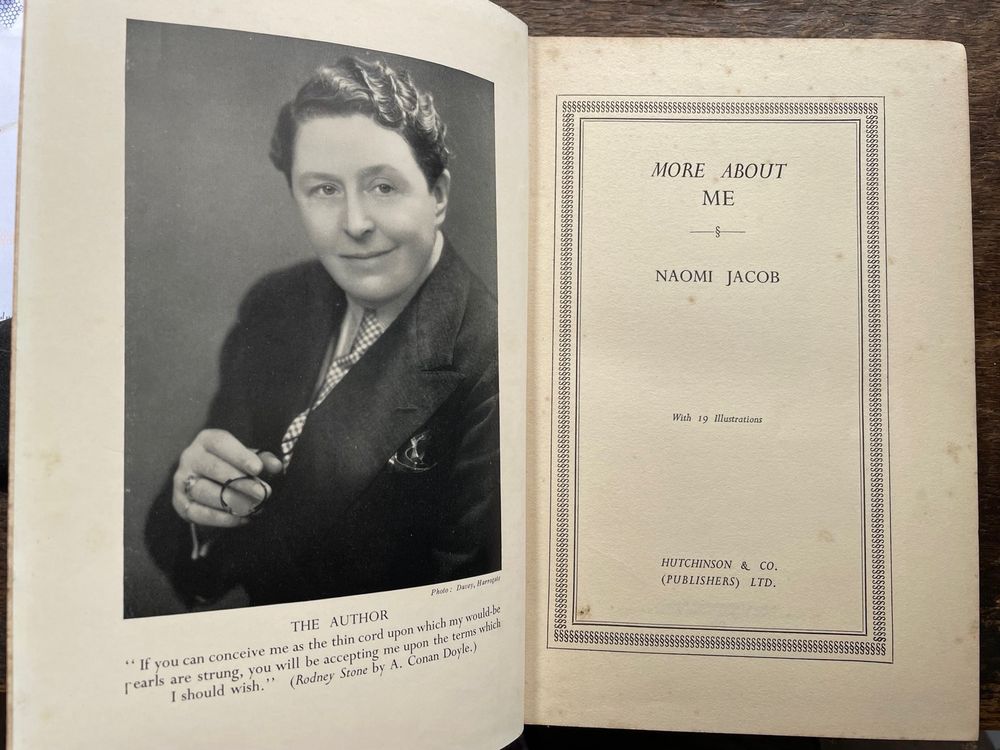 Photo: Davey, Harrogate
THE AUTHOR
“If you can conceive me as the thin cord upon which my would-be
pearls are strung, you will be accepting me upon the terms which
I should wish.” (Rodney Stone by A. Conan Doyle.)
MORE ABOUT
ME
§
NAOMI JACOB
With 19 Illustrations
HUTCHINSON & CO.
(PUBLISHERS) LTD.